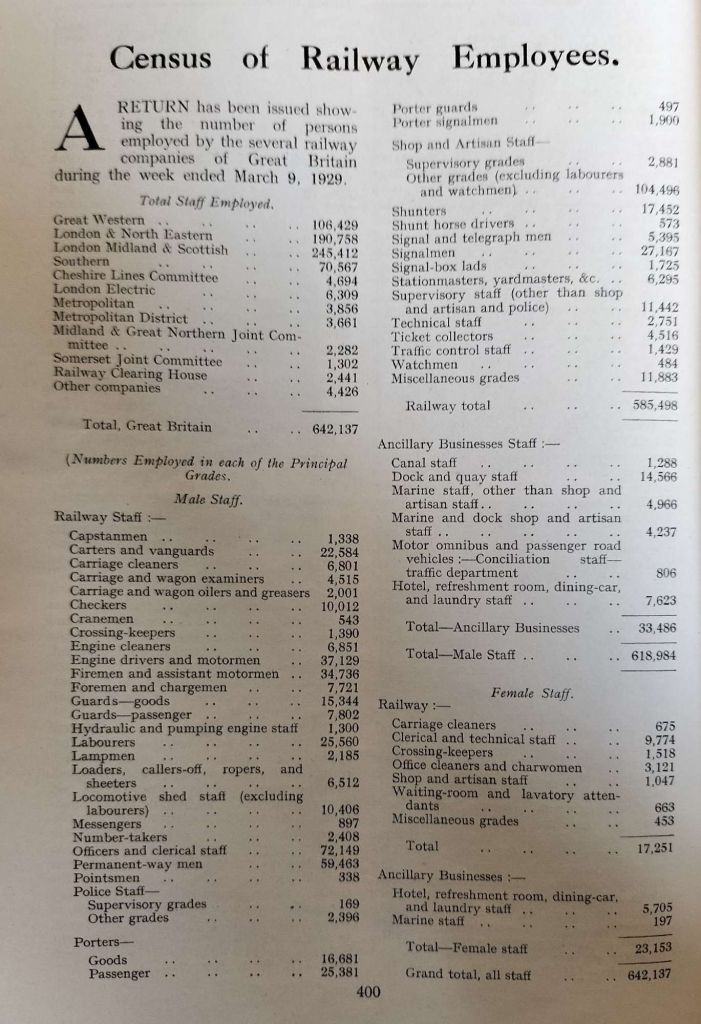 Census of Railway Employees.
A RETURN has been issued show-
ing the number of persons
employed by the several railway
companies of Great Britain
during the week ended March 9, 1929.
Total Staff Employed.
Great Western .. .. .. .. 106,429
London & North Eastern .. .. .. 190,758
London Midland & Scottish .. .. 245,412
Southern .. .. .. .. 70,567
Cheshire Lines Committee .. .. 4,694
London Electric .. .. .. 6,309
Metropolitan .. .. .. .. 3,856
Metropolitan District .. .. .. 3,661
Midland & Great Northern Joint Com-
mittee .. .. .. .. .. 2,282
Somerset Joint Committee .. .. 1,302
Railway Clearing House .. .. 2,441
Other companies .. .. .. 4,426
Total, Great Britain .. .. 642,137
(Numbers Employed in each of the Principal
Grades.
Male Staff.
Railway Staff :—
Capstanmen .. .. .. .. 1,338
Carters and vanguards .. .. 22,584
Carriage cleaners .. .. .. 6,801
Carriage and wagon examiners .. 4,515
Carriage and wagon oilers and greasers 2,001
Checkers .. .. .. .. 10,012
Cranemen .. .. .. .. 543
Crossing-keepers .. .. .. 1,390
Engine cleaners .. .. .. 6,851
Engine drivers and motormen .. 37,129
Firemen and assistant motormen .. 34,736
Foremen and chargemen .. .. 7,721
Guards—goods .. .. .. 15,344
Guards—passenger .. .. .. 7,802
Hydraulic and pumping engine staff 1,300
Labourers .. .. .. .. 25,560
Lampmen .. .. .. .. 2,185
Loaders, callers-off, ropers, and
sheeters .. .. .. .. 6,512
Locomotive shed staff (excluding
labourers) .. .. .. .. 10,406
Messengers .. .. .. .. 897
Number-takers .. .. .. 2,408
Officers and clerical staff .. .. 72,149
Permanent-way men .. .. 59,463
Pointsmen .. .. .. .. 338
Police Staff—
Supervisory grades .. .. 169
Other grades .. .. .. 2,396
Porters—
Goods .. .. .. .. 16,681
Passenger .. .. .. .. 25,381
Porter guards .. .. .. 497
Porter signalmen .. .. .. 1,900
Shop and Artisan Staff—
Supervisory grades .. .. 2,881
Other grades (excluding labourers
and watchmen) .. .. .. 104,496
Shunters .. .. .. .. 17,452
Shunt horse drivers .. .. .. 573
Signal and telegraph men .. .. 5,395
Signalmen .. .. .. .. 27,167
Signal-box lads .. .. .. 1,725
Stationmasters, yardmasters, &c. .. 6,295
Supervisory staff (other than shop
and artisan and police) .. .. 11,442
Technical staff .. .. .. 2,751
Ticket collectors .. .. .. 4,516
Traffic control staff .. .. .. 1,429
Watchmen .. .. .. .. 484
Miscellaneous grades .. .. 11,883
Railway total .. .. .. 585,498
Ancillary Businesses Staff :—
Canal staff .. .. .. .. 1,288
Dock and quay staff .. .. 14,566
Marine staff, other than shop and
artisan staff .. .. .. .. 4,966
Marine and dock shop and artisan
staff .. .. .. .. .. 4,237
Motor omnibus and passenger road
vehicles :—Conciliation staff—
traffic department .. .. 806
Hotel, refreshment room, dining-car,
and laundry staff .. .. .. 7,623
Total—Ancillary Businesses .. 33,486
Total—Male Staff .. .. .. 618,984
Female Staff.
Railway :—
Carriage cleaners .. .. .. 675
Clerical and technical staff .. .. 9,774
Crossing-keepers .. .. .. 1,518
Office cleaners and charwomen .. 3,121
Shop and artisan staff .. .. 1,047
Waiting-room and lavatory atten-
dants .. .. .. .. 663
Miscellaneous grades .. .. 453
Total .. .. .. .. 17,251
Ancillary Businesses :—
Hotel, refreshment room, dining-car,
and laundry staff .. .. .. 5,705
Marine staff .. .. .. .. 197
Total—Female staff .. .. 23,153
Grand total, all staff .. .. 642,137
400